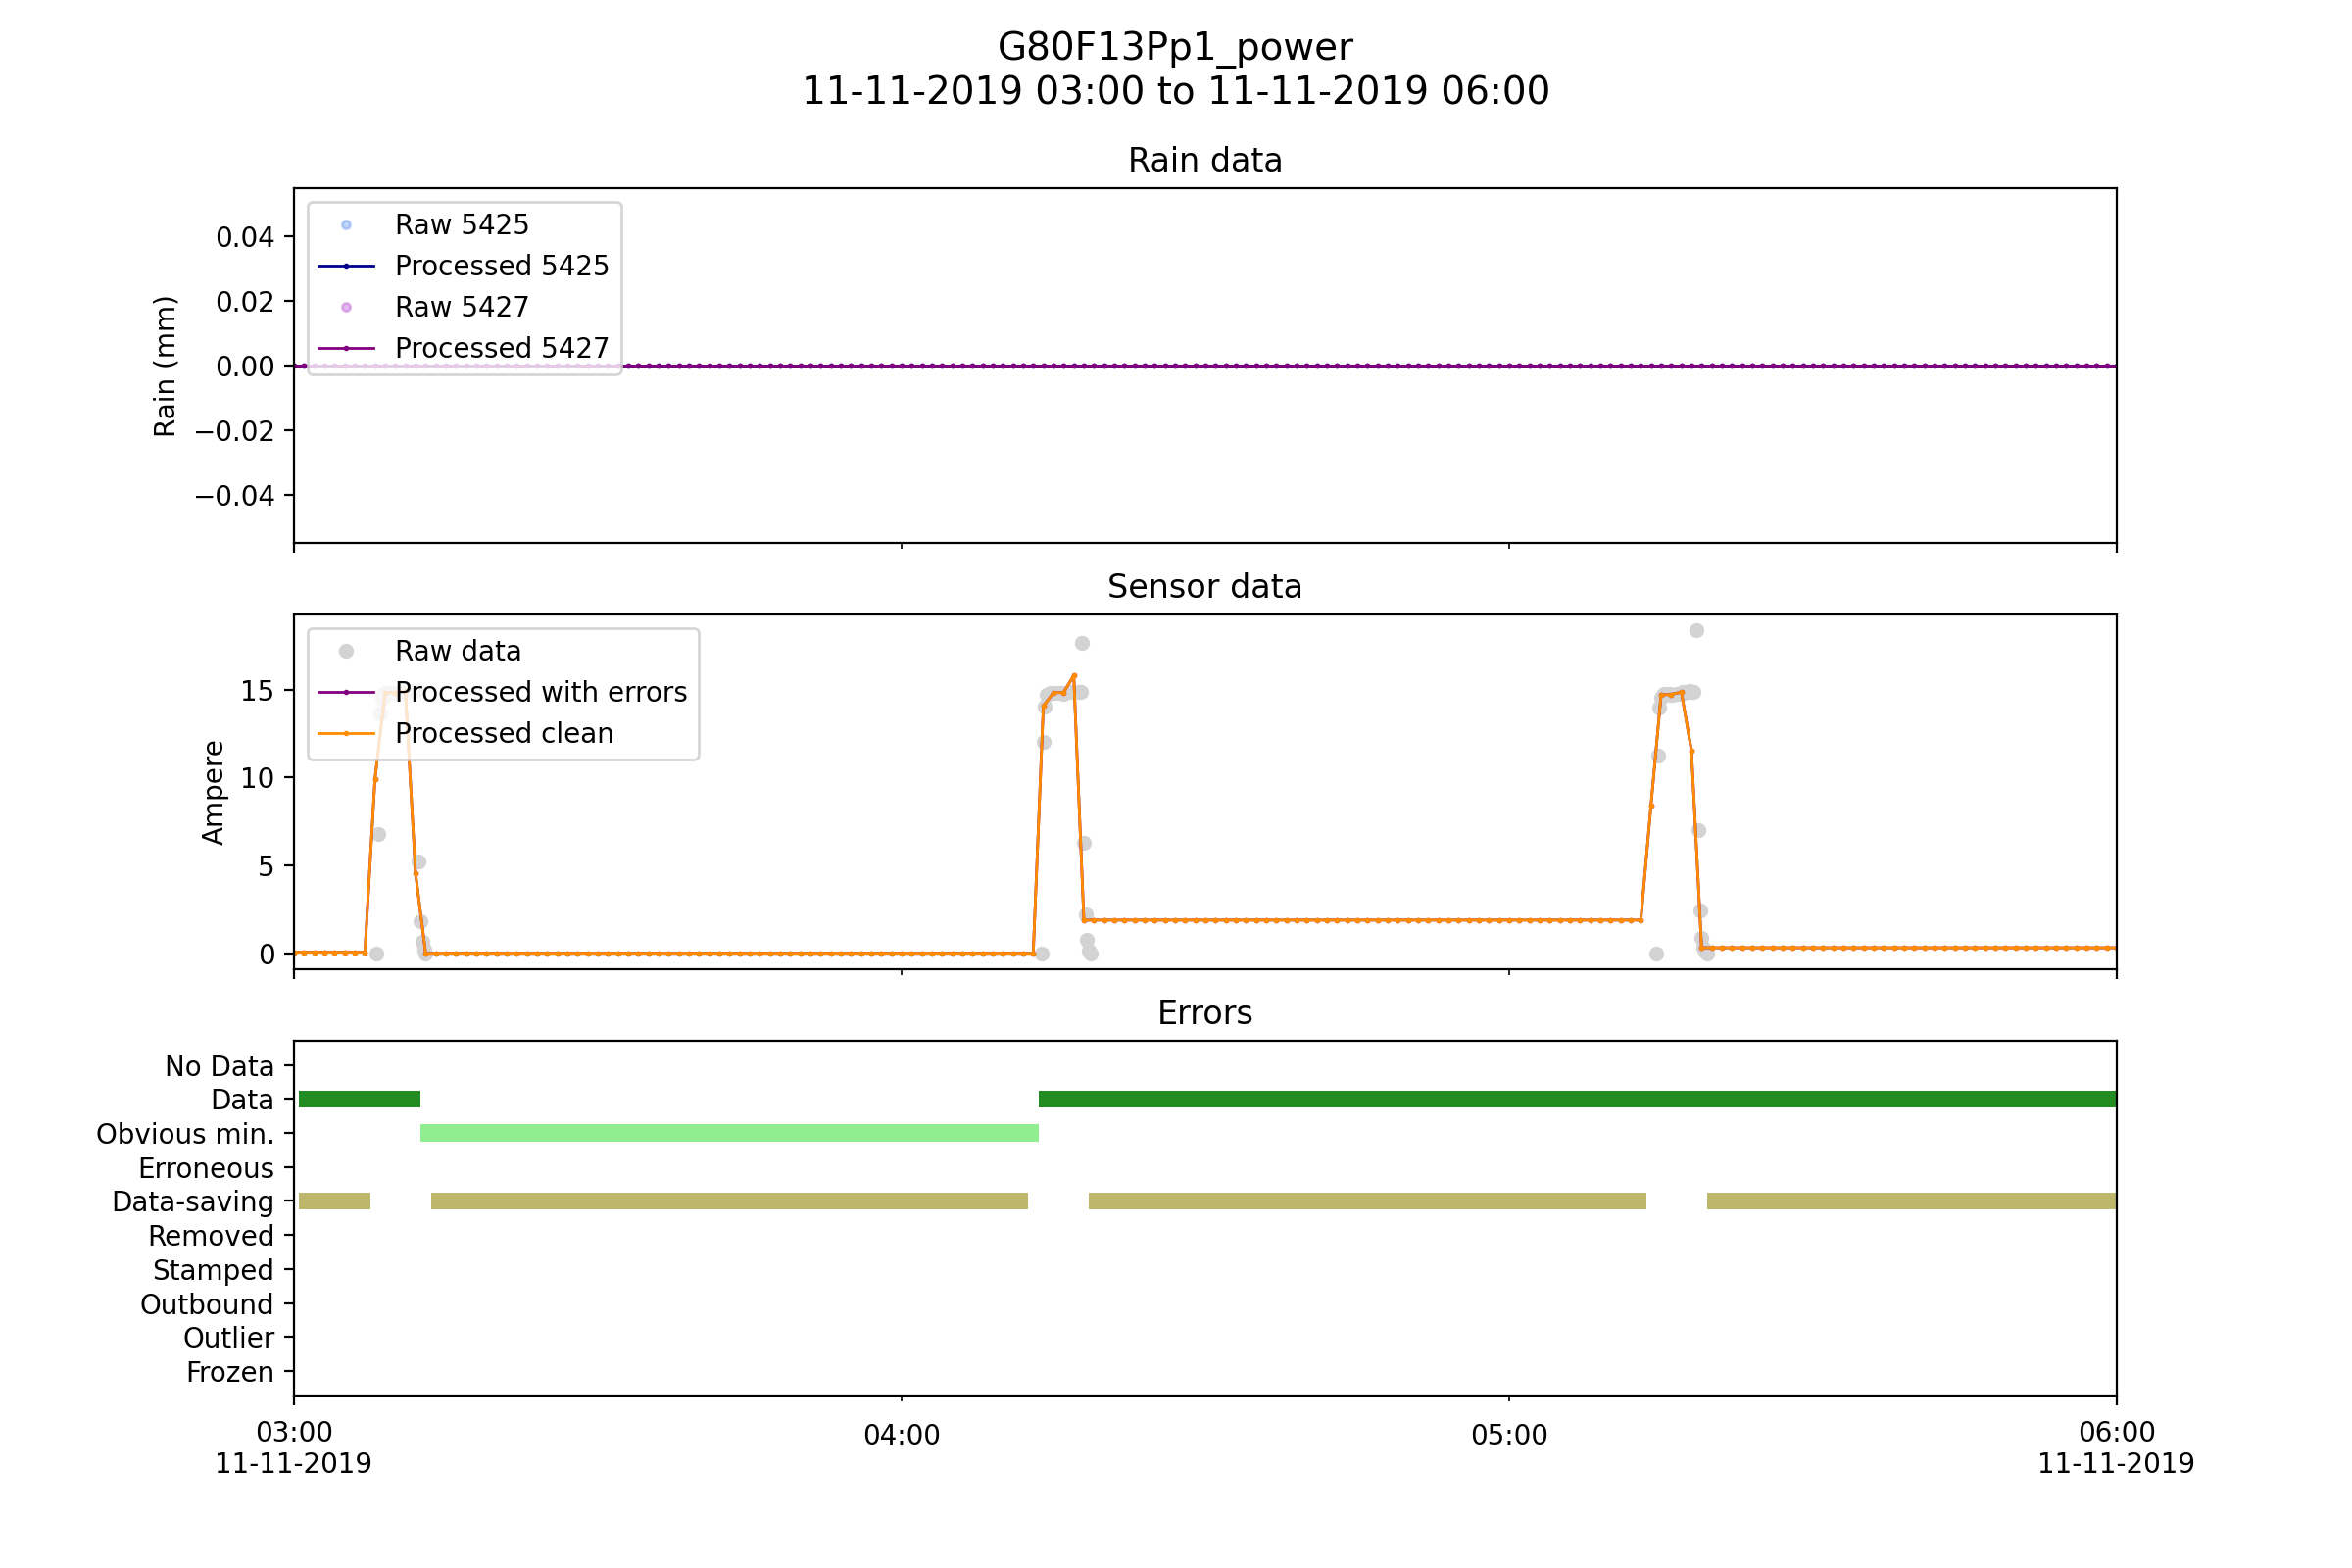 G80F13Pp1_power
11-11-2019 03:00 to 11-11-2019 06:00
Rain data
Rain (mm)
0.04
0.02
0.00
−0.02
−0.04
Raw 5425
Processed 5425
Raw 5427
Processed 5427
Sensor data
Ampere
15
10
5
0
Raw data
Processed with errors
Processed clean
Errors
No Data
Data
Obvious min.
Erroneous
Data-saving
Removed
Stamped
Outbound
Outlier
Frozen
03:00
11-11-2019
04:00
05:00
06:00
11-11-2019